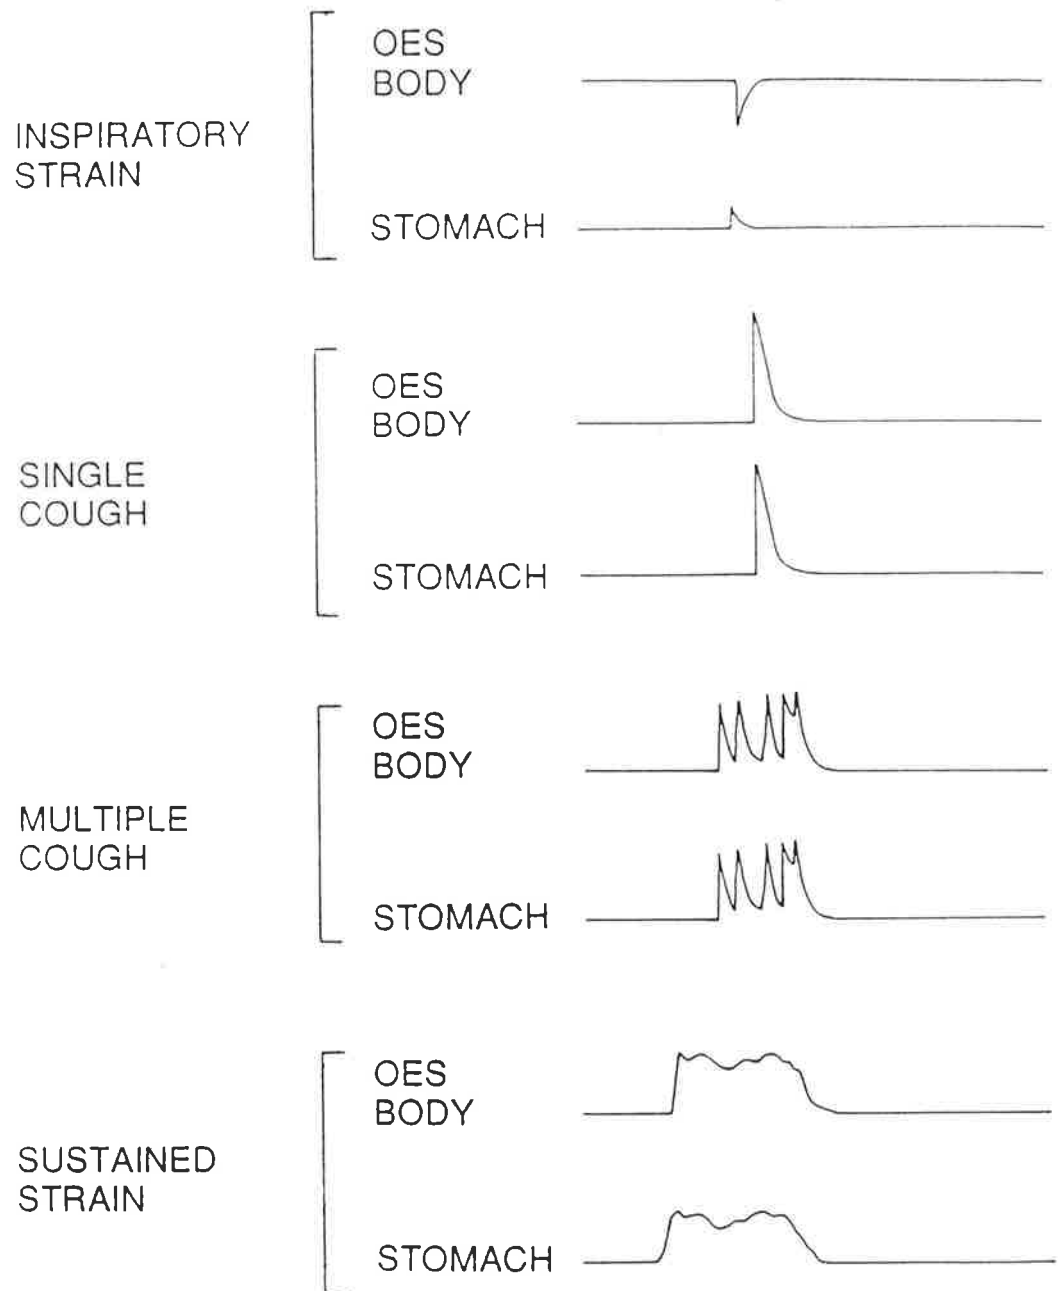 OES
BODY
INSPIRATORY
STRAIN
STOMACH
OES
BODY
SINGLE
COUGH
STOMACH
OES
BODY
MULTIPLE
COUGH
STOMACH
OES
BODY
SUSTAINED
STRAIN
STOMACH